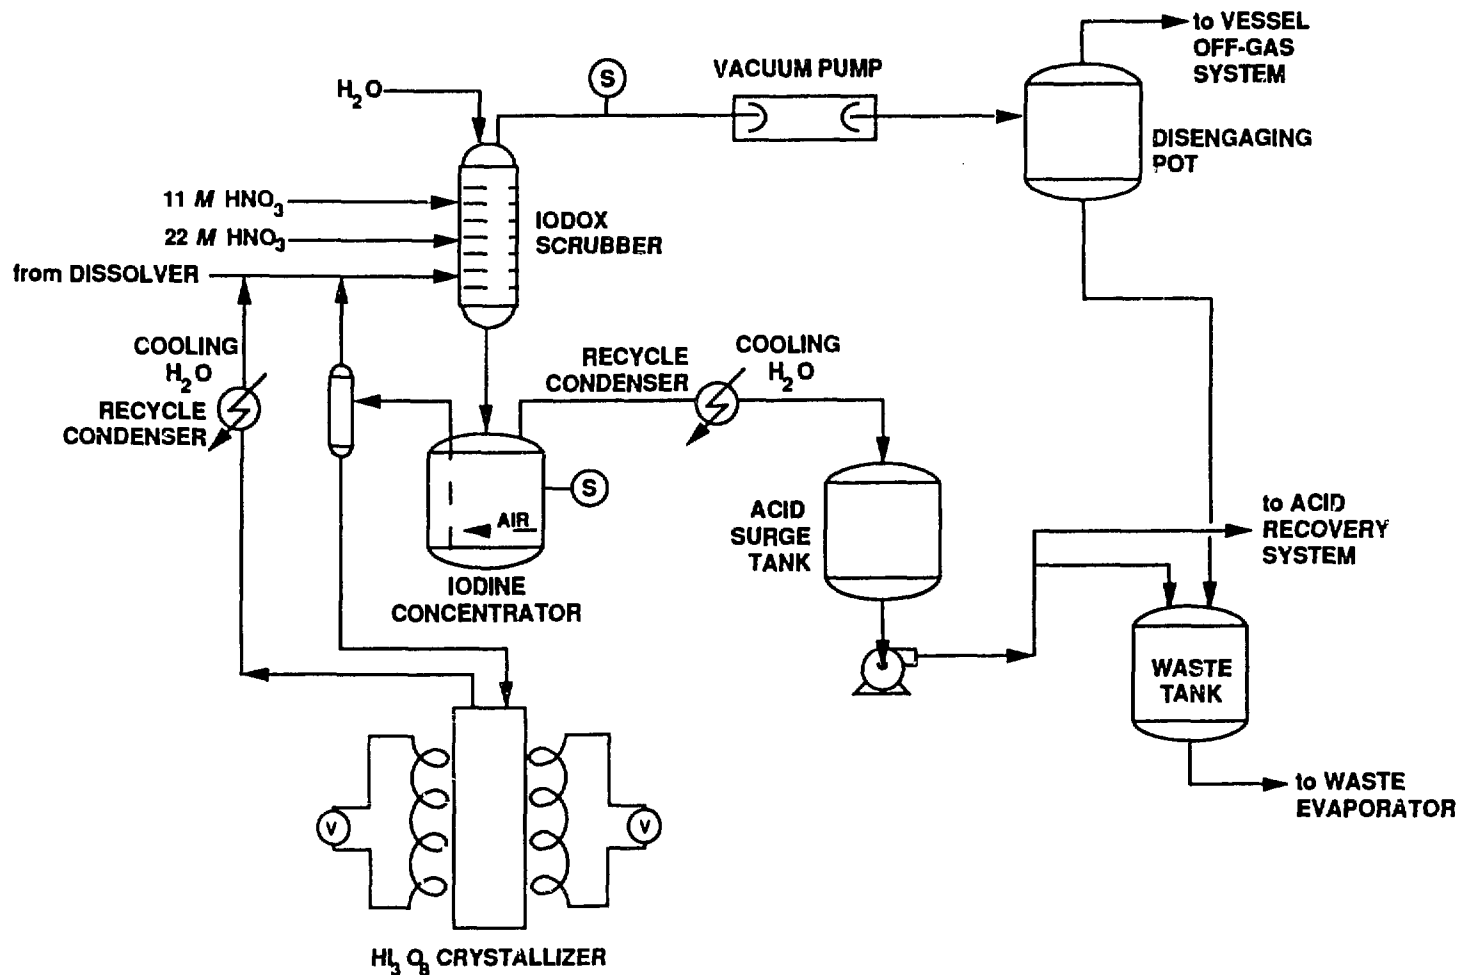 to VESSEL
OFF-GAS
SYSTEM
VACUUM PUMP
S
H2O
DISENGAGING
POT
11 M HNO3
IODOX
SCRUBBER
22 M HNO3
from DISSOLVER
COOLING
H2O
RECYCLE
CONDENSER
RECYCLE
CONDENSER
COOLING
H2O
S
AIR
IODINE
CONCENTRATOR
ACID
SURGE
TANK
to ACID
RECOVERY
SYSTEM
WASTE
TANK
to WASTE
EVAPORATOR
V
V
HI3O8 CRYSTALLIZER